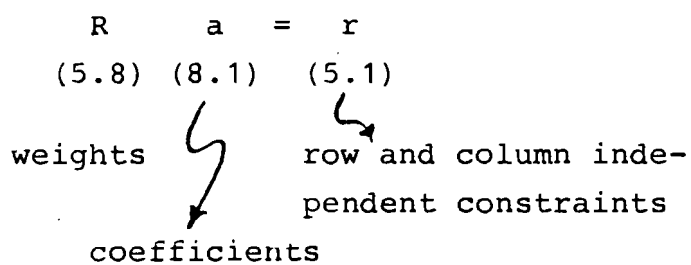 R a = r
(5.8) (8.1) (5.1)
weights row and column inde-
pendent constraints
coefficients